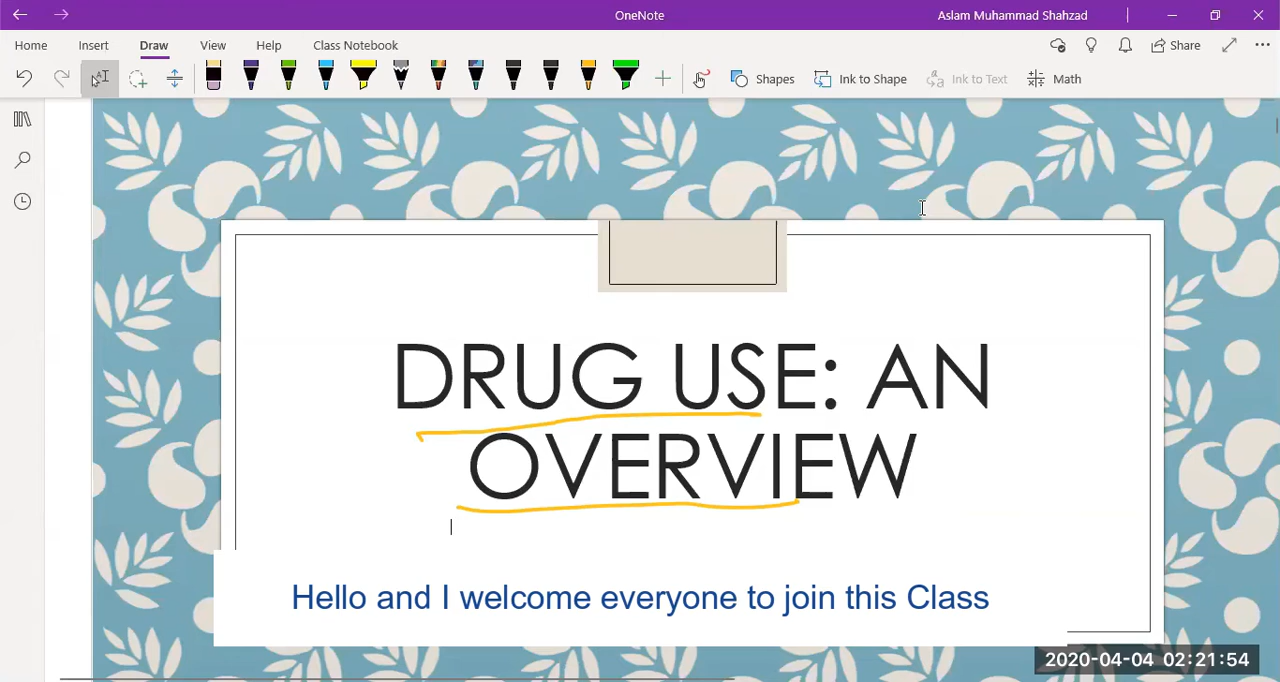 OneNote
Aslam Muhammad Shahzad
Home Insert Draw View Help Class Notebook
Share
Shapes Ink to Shape Ink to Text Math
DRUG USE: AN
OVERVIEW
Hello and I welcome everyone to join this Class
2020-04-04 02:21:54